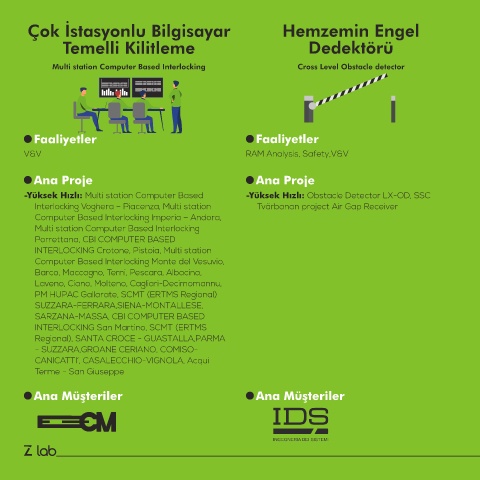 Çok İstasyonlu Bilgisayar
Temelli Kilitleme
Multi station Computer Based Interlocking
Faaliyetler
V&V
Ana Proje
-Yüksek Hızlı: Multi station Computer Based
Interlocking Voghera – Piacenza, Multi station
Computer Based Interlocking Imperia – Andora,
Multi station Computer Based Interlocking
Porrettana, CBI COMPUTER BASED
INTERLOCKING Crotone, Pistoia, Multi station
Computer Based Interlocking Monte del Vesuvio,
Barco, Maccagno, Terni, Pescara, Albacina,
Laveno, Ciano, Molteno, Cagliari-Decimomannu,
PM HUPAC Gallarate, SCMT (ERTMS Regional)
SUZZARA-FERRARA,SIENA-MONTALLESE,
SARZANA-MASSA, CBI COMPUTER BASED
INTERLOCKING San Martino, SCMT (ERTMS
Regional), SANTA CROCE – GUASTALLA,PARMA
- SUZZARA,GROANE CERIANO, COMISO-
CANICATTI', CASALECCHIO-VIGNOLA, Acqui
Terme - San Giuseppe
Ana Müşteriler
ECM
Z lab
Hemzemin Engel
Dedektörü
Cross Level Obstacle detector
Faaliyetler
RAM Analysis, Safety,V&V
Ana Proje
-Yüksek Hızlı: Obstacle Detector LX-OD, SSC
Tvärbanan project Air Gap Receiver
Ana Müşteriler
IDS